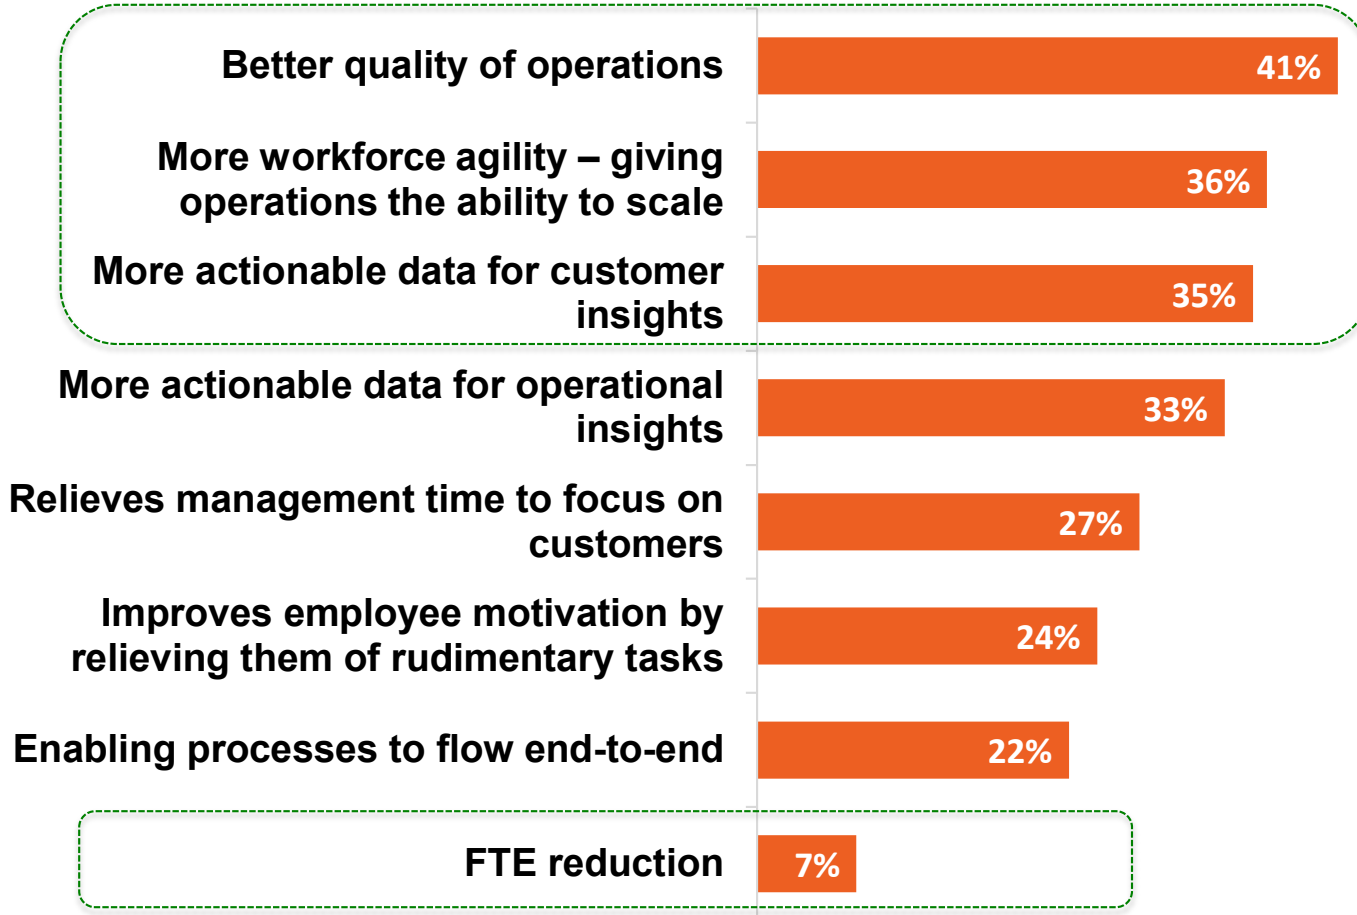 Better quality of operations
41%
More workforce agility – giving
operations the ability to scale
36%
More actionable data for customer
insights
35%
More actionable data for operational
insights
33%
Relieves management time to focus on
customers
27%
Improves employee motivation by
relieving them of rudimentary tasks
24%
Enabling processes to flow end-to-end
22%
FTE reduction
7%